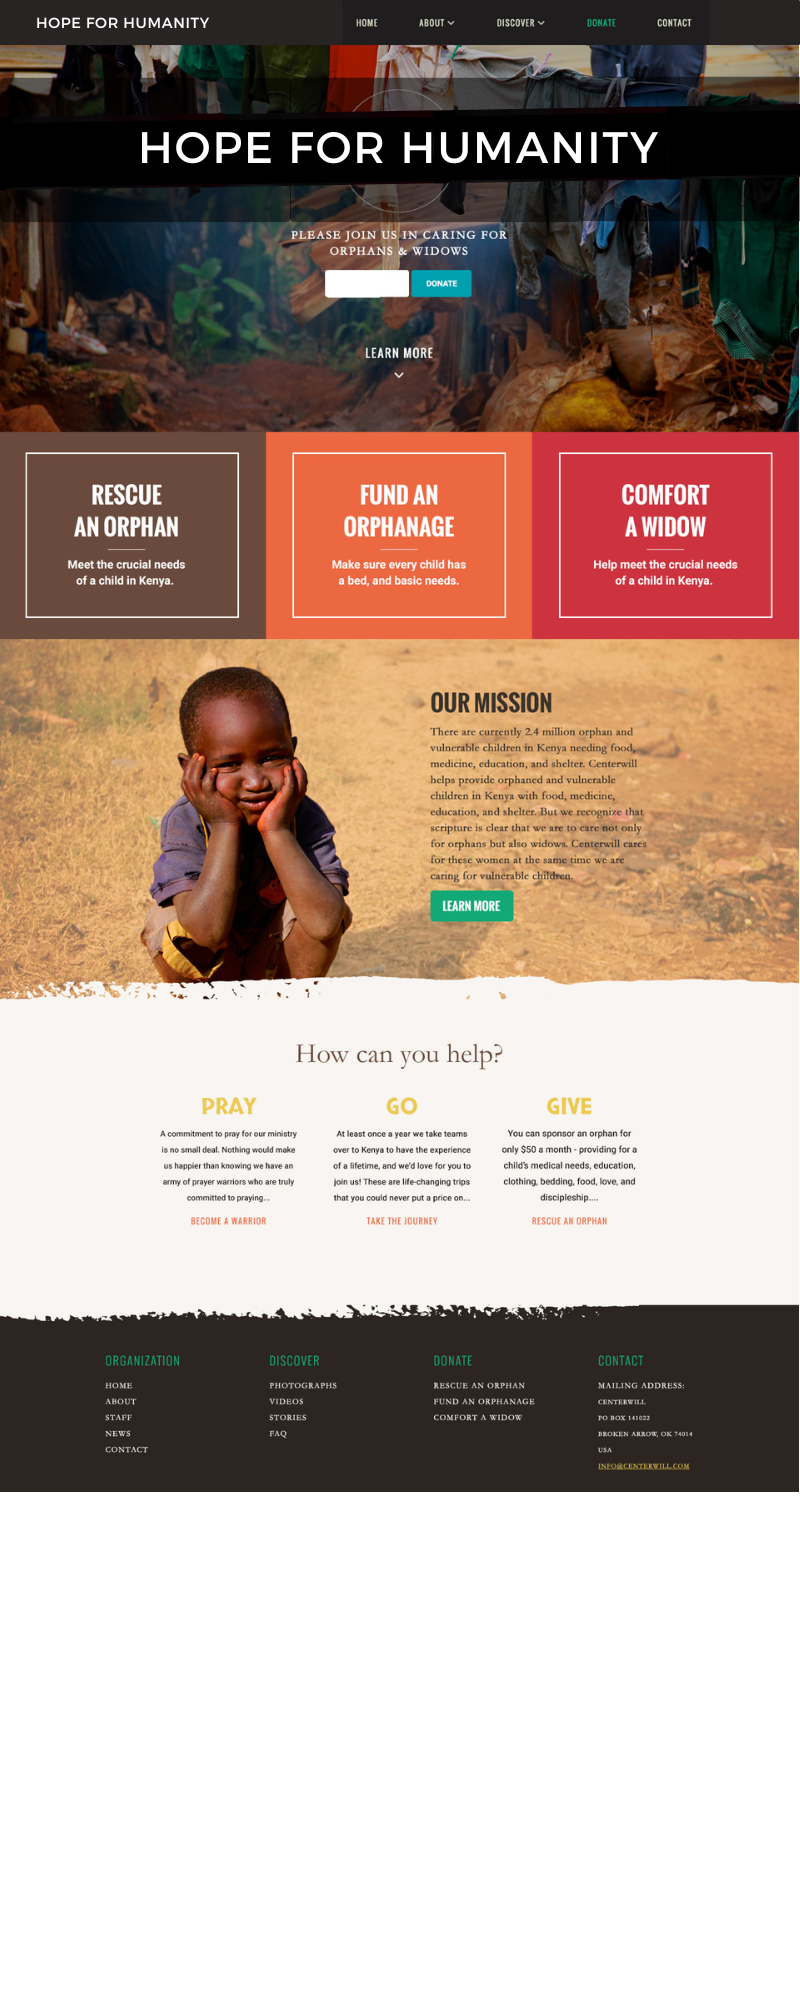 HOPE FOR HUMANITY
HOME
ABOUT
DISCOVER
DONATE
CONTACT
HOPE FOR HUMANITY
PLEASE JOIN US IN CARING FOR
ORPHANS & WIDOWS
DONATE
LEARN MORE
RESCUE
AN ORPHAN
Meet the crucial needs
of a child in Kenya.
FUND AN
ORPHANAGE
Make sure every child has
a bed, and basic needs.
COMFORT
A WIDOW
Help meet the crucial needs
of a child in Kenya.
OUR MISSION
There are currently 2.4 million orphan and
vulnerable children in Kenya needing food,
medicine, education, and shelter. Centerwill
helps provide orphaned and vulnerable
children in Kenya with food, medicine,
education, and shelter. But we recognize that
scripture is clear that we are to care not only
for orphans but also widows. Centerwill cares
for these women at the same time we are
caring for vulnerable children.
LEARN MORE
How can you help?
PRAY
A commitment to pray for our ministry
is no small deal. Nothing would make
us happier than knowing we have an
army of prayer warriors who are truly
committed to praying...
BECOME A WARRIOR
GO
At least once a year we take teams
over to Kenya to have the experience
of a lifetime, and we'd love for you to
join us! These are life-changing trips
that you could never put a price on...
TAKE THE JOURNEY
GIVE
You can sponsor an orphan for
only $50 a month - providing for a
child's medical needs, education,
clothing, bedding, food, love, and
discipleship....
RESCUE AN ORPHAN
ORGANIZATION
HOME
ABOUT
STAFF
NEWS
CONTACT
DISCOVER
PHOTOGRAPHS
VIDEOS
STORIES
FAQ
DONATE
RESCUE AN ORPHAN
FUND AN ORPHANAGE
COMFORT A WIDOW
CONTACT
MAILING ADDRESS:
CENTERWILL
PO BOX 141022
BROKEN ARROW, OK 74014
USA
INFO@CENTERWILL.COM